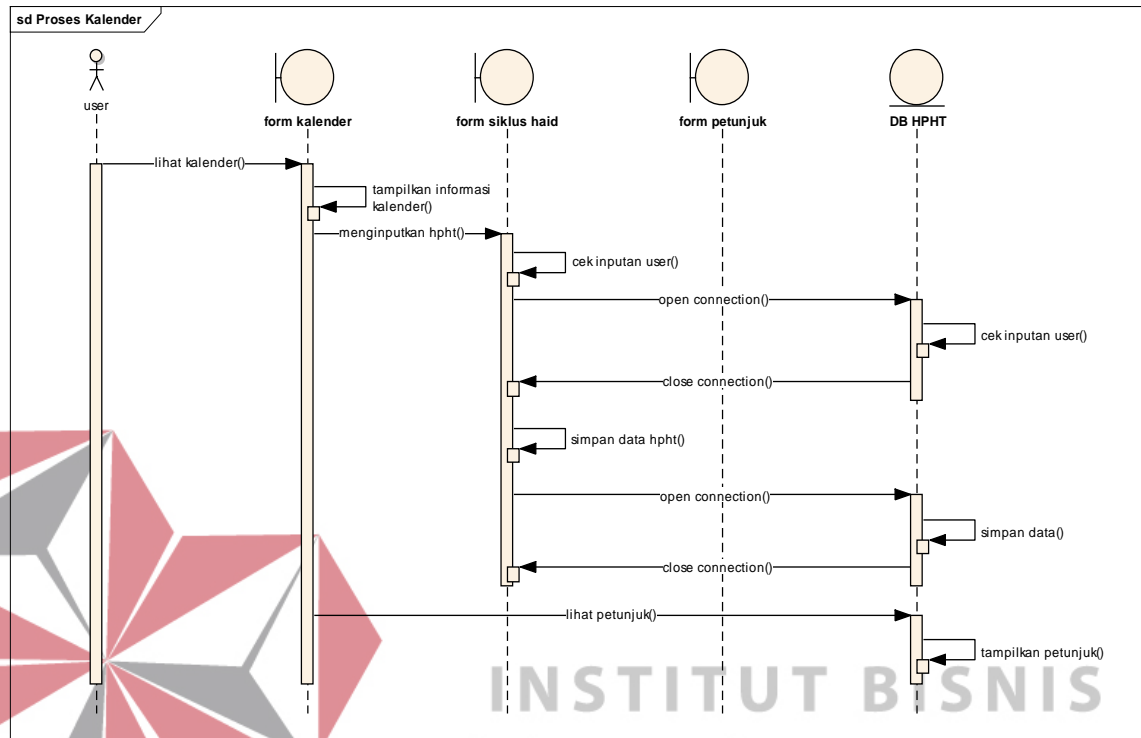 sd Proses Kalender
user
form kalender
form siklus haid
form petunjuk
DB HPHT
lihat kalender()
tampilkan informasi
kalender()
menginputkan hpht()
cek inputan user()
open connection()
cek inputan user()
close connection()
simpan data hpht()
open connection()
simpan data()
close connection()
lihat petunjuk()
tampilkan petunjuk()
INSTITUT BISNIS